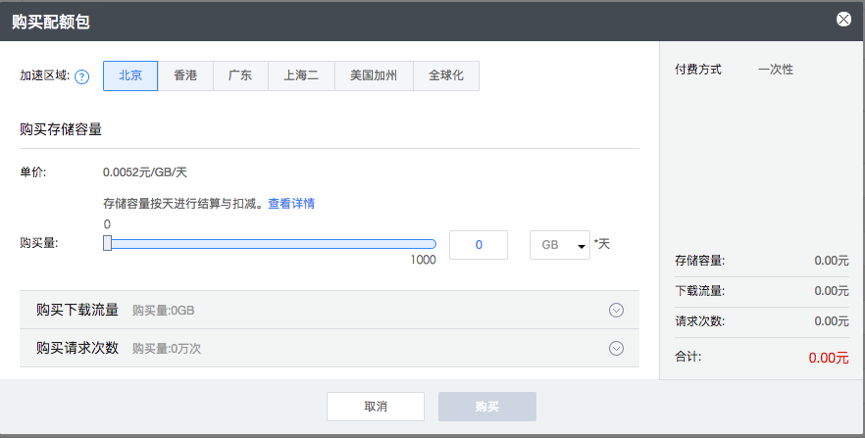 购买配额包
加速区域: ? 北京 香港 广东 上海二 美国加州 全球化
购买存储容量
单价: 0.0052元/GB/天
存储容量按天进行结算与扣减。查看详情
0
购买量: 0 GB *天
1000
购买下载流量 购买量:0GB
购买请求次数 购买量:0万次
付费方式 一次性
存储容量: 0.00元
下载流量: 0.00元
请求次数: 0.00元
合计: 0.00元
取消 购买